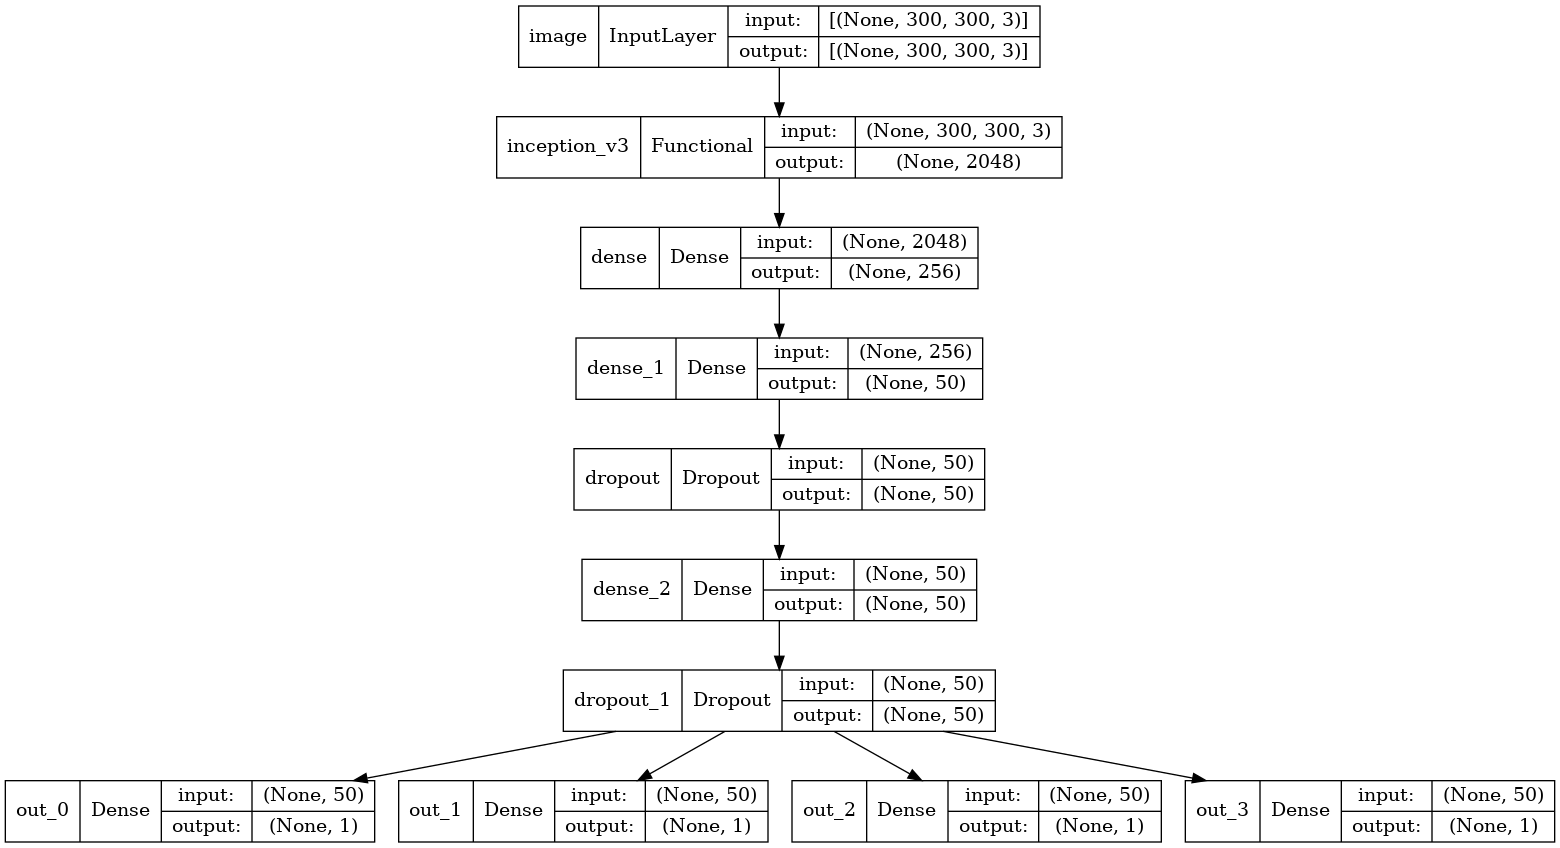 image InputLayer input: [(None, 300, 300, 3)]
output: [(None, 300, 300, 3)]
inception_v3 Functional input: (None, 300, 300, 3)
output: (None, 2048)
dense Dense input: (None, 2048)
output: (None, 256)
dense_1 Dense input: (None, 256)
output: (None, 50)
dropout Dropout input: (None, 50)
output: (None, 50)
dense_2 Dense input: (None, 50)
output: (None, 50)
dropout_1 Dropout input: (None, 50)
output: (None, 50)
out_0 Dense input: (None, 50)
output: (None, 1)
out_1 Dense input: (None, 50)
output: (None, 1)
out_2 Dense input: (None, 50)
output: (None, 1)
out_3 Dense input: (None, 50)
output: (None, 1)